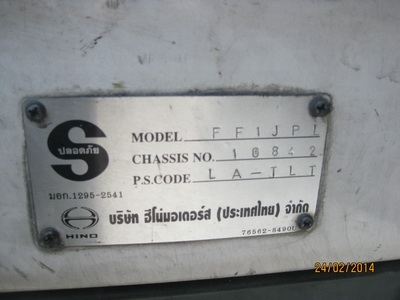 S
ปลอดภัย
MODEL FF1JPL
CHASSIS NO. 10842
P.S.CODE LA-TLT
มอก.1295-2541
HINO
บริษัท ฮีโน่มอเตอร์ส (ประเทศไทย) จำกัด
76562-84900
24/02/2014